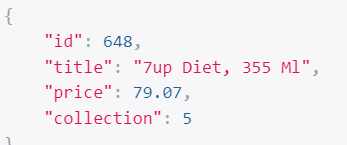 {
"id": 648,
"title": "7up Diet, 355 Ml",
"price": 79.07,
"collection": 5
}